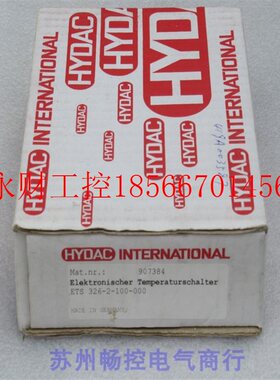 HYDAC INTERNATIONAL
HYDAC INTERNATIONAL
HYDAC
HYDAC
HYDAC
永财工控18566701456
HYDAC INTERNATIONAL
Mat.nr.: 907384
Elektronischer Temperaturschalter
ETS 326-2-100-000
MADE IN GERMANY
苏州畅控电气商行